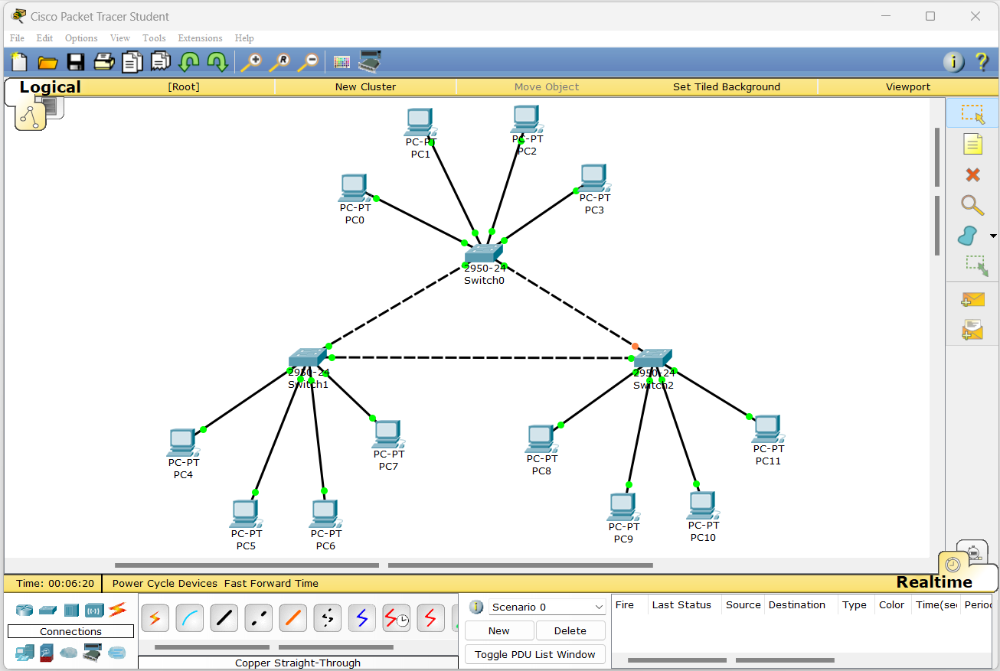 Cisco Packet Tracer Student
File Edit Options View Tools Extensions Help
Logical [Root] New Cluster Move Object Set Tiled Background Viewport
PC-PT
PC1
PC-PT
PC2
PC-PT
PC0
PC-PT
PC3
2950-24
Switch0
2950-24
Switch1
2950-24
Switch2
PC-PT
PC4
PC-PT
PC7
PC-PT
PC8
PC-PT
PC11
PC-PT
PC5
PC-PT
PC6
PC-PT
PC9
PC-PT
PC10
Time: 00:06:20 Power Cycle Devices Fast Forward Time
Realtime
Connections
Copper Straight-Through
Scenario 0
New Delete
Toggle PDU List Window
Fire Last Status Source Destination Type Color Time(se Perio